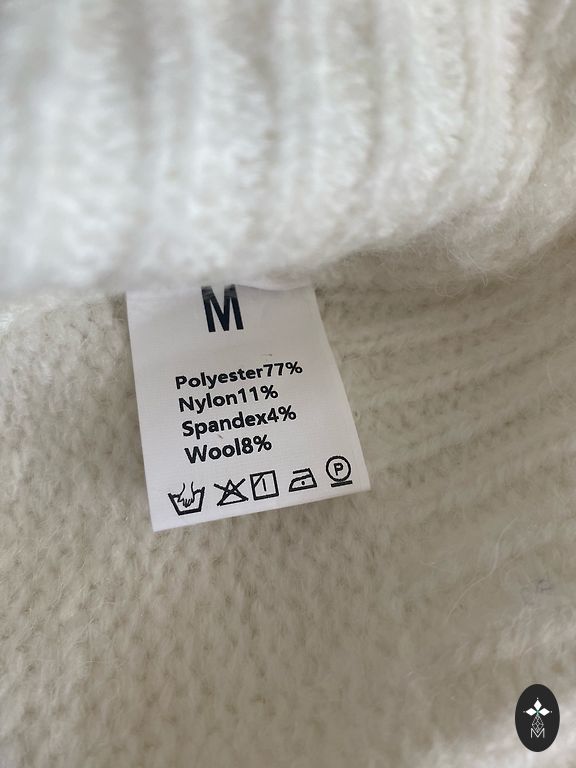 M
Polyester77%
Nylon11%
Spandex4%
Wool8%
P
M